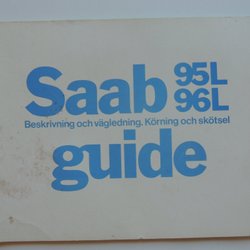 Saab 95L
96L
Beskrivning och vägledning. Körning och skötsel
guide